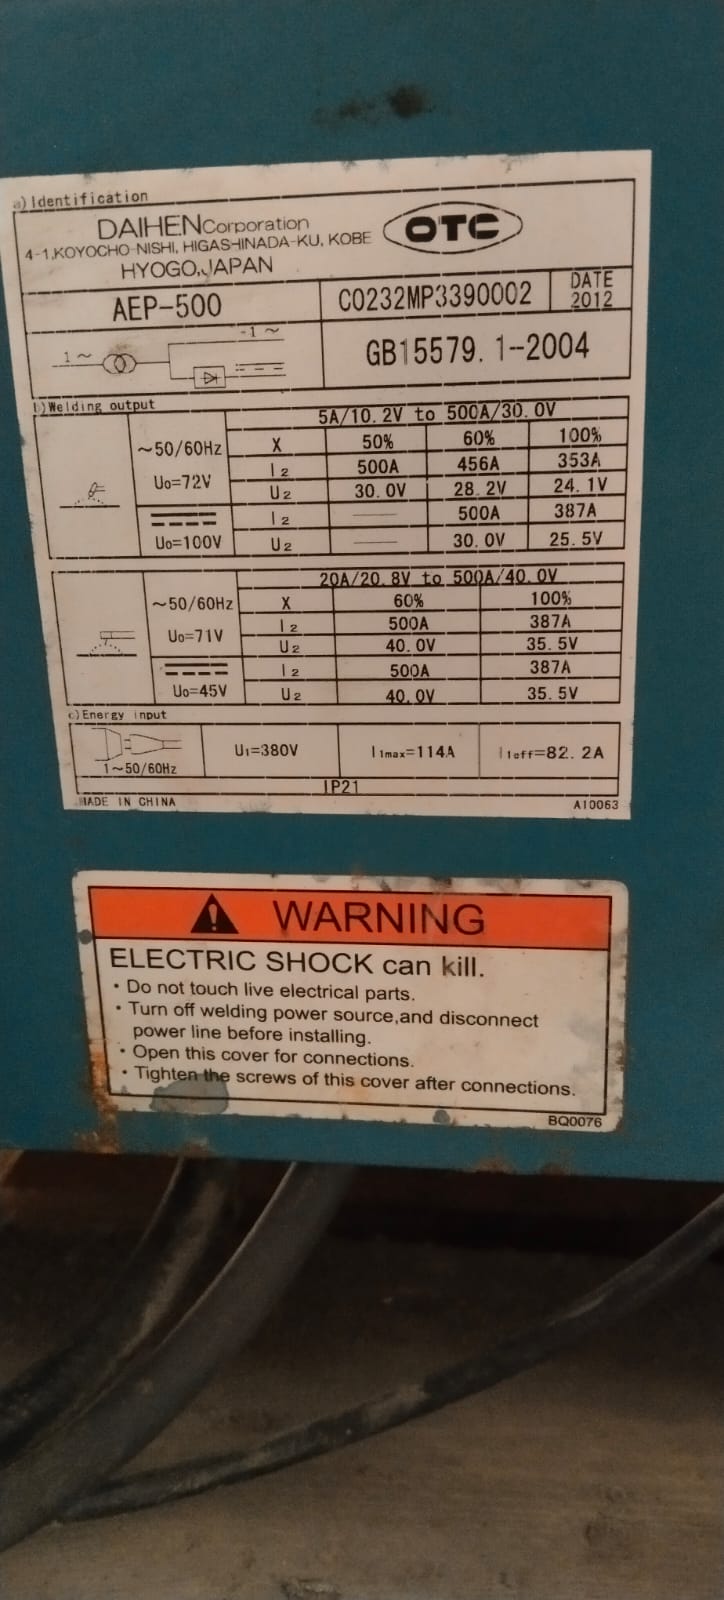 a) Identification
DAIHEN Corporation
4-1,KOYOCHO-NISHI, HIGASHINADA-KU, KOBE
HYOGO,JAPAN
OTC
AEP-500 C0232MP3390002 DATE 2012
1~ -1~ GB15579. 1-2004
b)Welding output
5A/10. 2V to 500A/30. 0V
~50/60Hz X 50% 60% 100%
U₀=72V I₂ 500A 456A 353A
U₂ 30. 0V 28. 2V 24. 1V
I₂ —— 500A 387A
U₀=100V U₂ —— 30. 0V 25. 5V
20A/20. 8V to 500A/40. 0V
~50/60Hz X 60% 100%
U₀=71V I₂ 500A 387A
U₂ 40. 0V 35. 5V
I₂ 500A 387A
U₀=45V U₂ 40. 0V 35. 5V
c)Energy input
1~50/60Hz U₁=380V I₁max=114A I₁eff=82. 2A
IP21
MADE IN CHINA A10063
WARNING
ELECTRIC SHOCK can kill.
・Do not touch live electrical parts.
・Turn off welding power source,and disconnect
power line before installing.
・Open this cover for connections.
・Tighten the screws of this cover after connections.
BQ0076